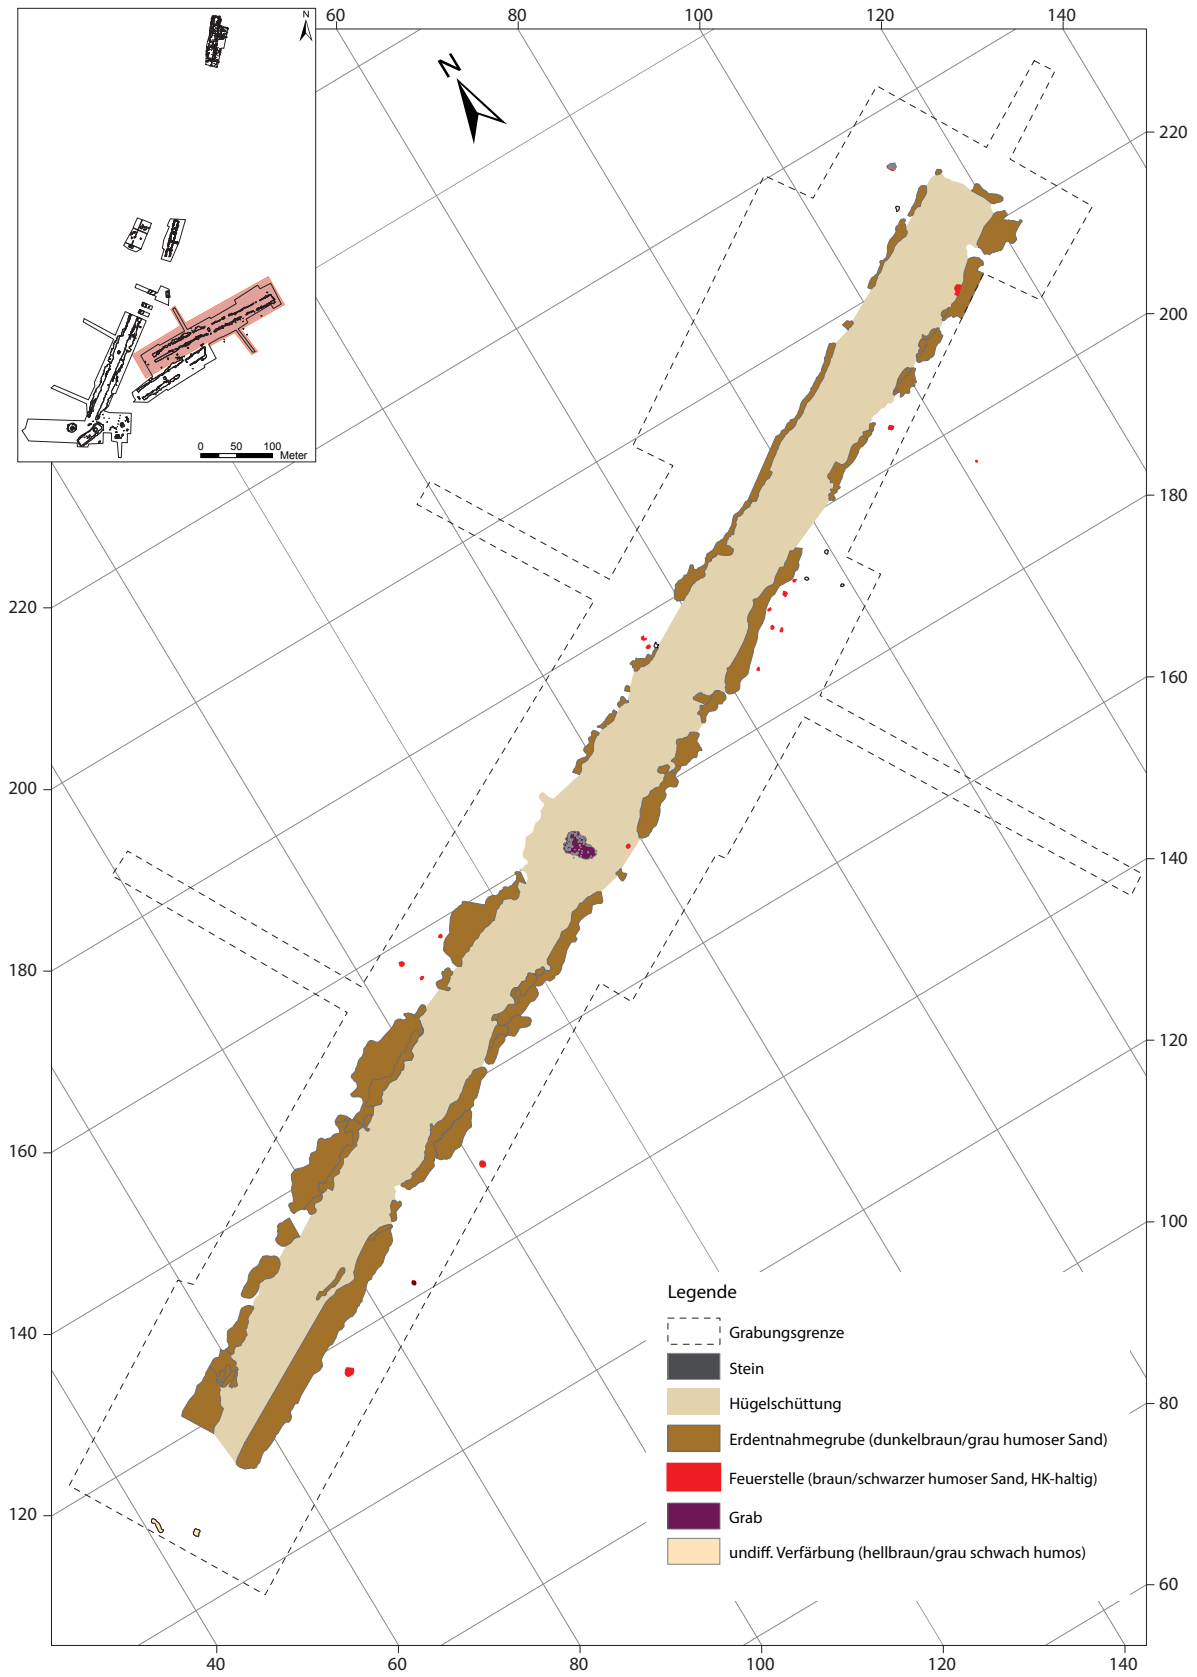 60 80 100 120 140
N
N
0 50 100
Meter
220
200
180
160
140
120
100
80
60
220
200
180
160
140
120
Legende
Grabungsgrenze
Stein
Hügelschüttung
Erdentnahmegrube (dunkelbraun/grau humoser Sand)
Feuerstelle (braun/schwarzer humoser Sand, HK-haltig)
Grab
undiff. Verfärbung (hellbraun/grau schwach humos)
40 60 80 100 120 140